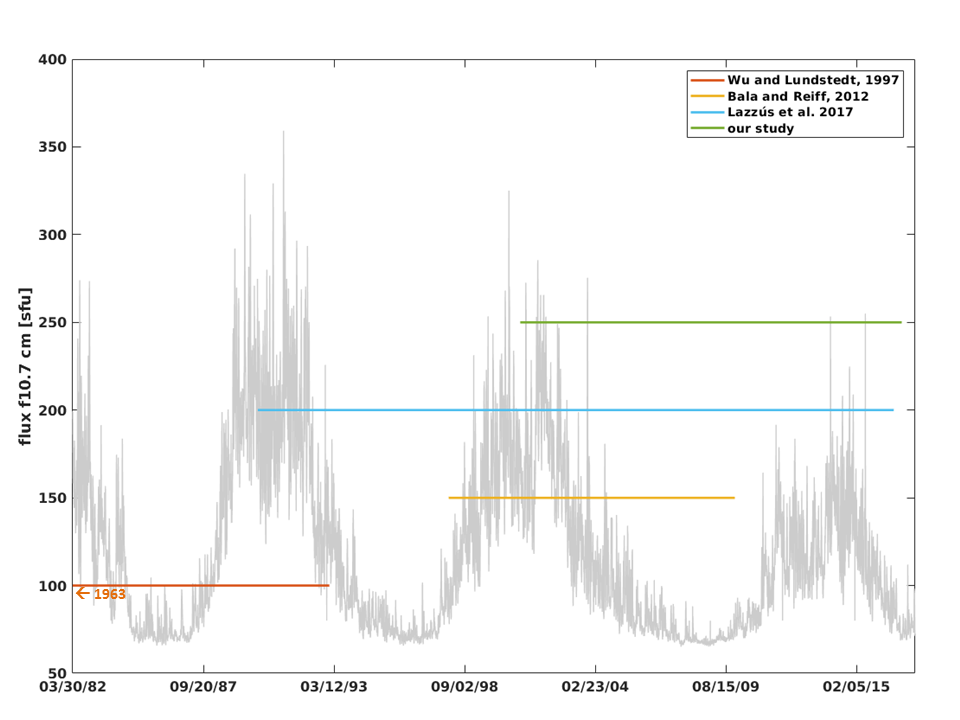 400
350
300
250
200
150
100
50
flux f10.7 cm [sfu]
Wu and Lundstedt, 1997
Bala and Reiff, 2012
Lazzús et al. 2017
our study
← 1963
03/30/82 09/20/87 03/12/93 09/02/98 02/23/04 08/15/09 02/05/15